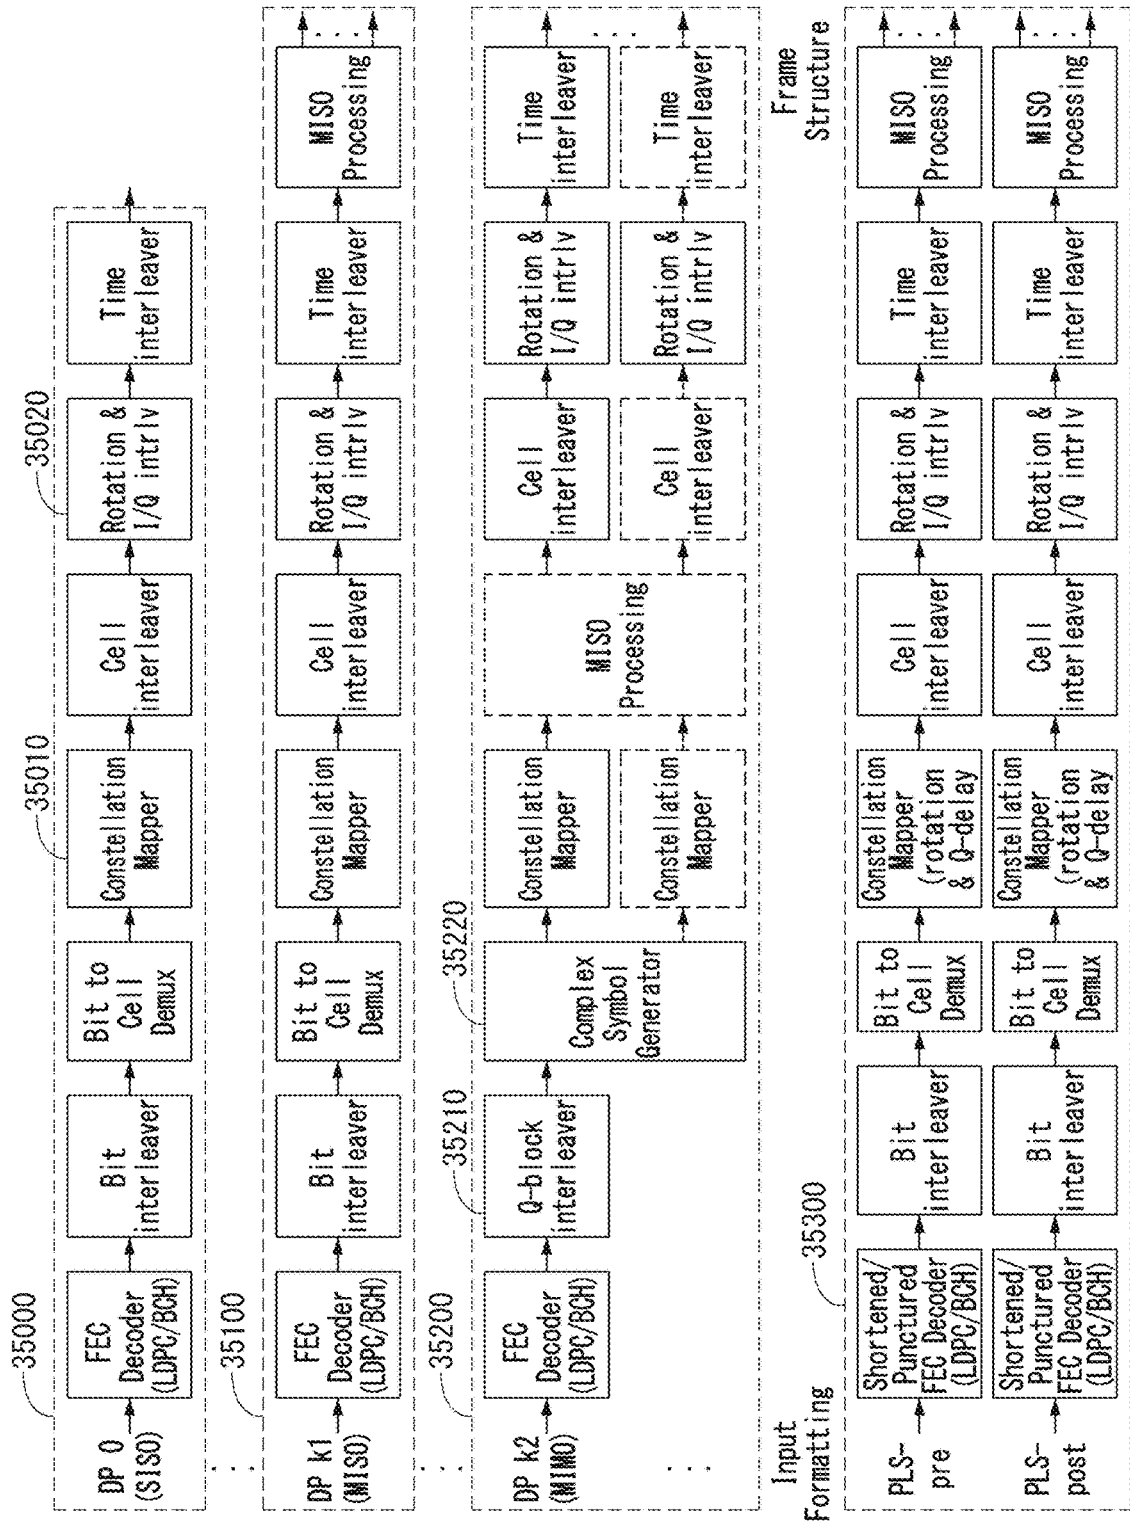 35000
DP 0
(SISO)
FEC
Decoder
(LDPC/BCH)
Bit
interleaver
Bit to
Cell
Demux
35010
Constellation
Mapper
Cell
interleaver
35020
Rotation &
I/Q intrlv
Time
interleaver
. . .
35100
DP k1
(MISO)
FEC
Decoder
(LDPC/BCH)
Bit
interleaver
Bit to
Cell
Demux
Constellation
Mapper
Cell
interleaver
Rotation &
I/Q intrlv
Time
interleaver
MISO
Processing
. . .
. . .
35200
DP k2
(MIMO)
FEC
Decoder
(LDPC/BCH)
35210
Q-block
interleaver
35220
Complex
Symbol
Generator
Constellation
Mapper
Constellation
Mapper
MISO
Processing
Cell
interleaver
Cell
interleaver
Rotation &
I/Q intrlv
Rotation &
I/Q intrlv
Time
interleaver
Time
interleaver
. . .
. . .
Input
Formatting
Frame
Structure
35300
PLS-
pre
Shortened/
Punctured
FEC Decoder
(LDPC/BCH)
Bit
interleaver
Bit to
Cell
Demux
Constellation
Mapper
(rotation
& Q-delay
Cell
interleaver
Rotation &
I/Q intrlv
Time
interleaver
MISO
Processing
. . .
PLS-
post
Shortened/
Punctured
FEC Decoder
(LDPC/BCH)
Bit
interleaver
Bit to
Cell
Demux
Constellation
Mapper
(rotation
& Q-delay
Cell
interleaver
Rotation &
I/Q intrlv
Time
interleaver
MISO
Processing
. . .